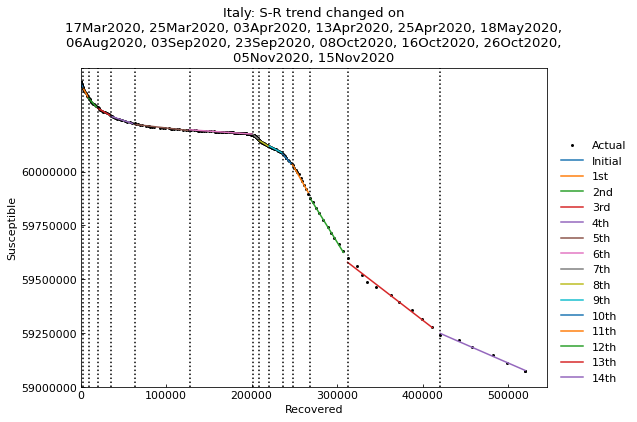 Italy: S-R trend changed on
17Mar2020, 25Mar2020, 03Apr2020, 13Apr2020, 25Apr2020, 18May2020,
06Aug2020, 03Sep2020, 23Sep2020, 08Oct2020, 16Oct2020, 26Oct2020,
05Nov2020, 15Nov2020
60000000
59750000
59500000
59250000
59000000
Susceptible
0
100000
200000
300000
400000
500000
Recovered
Actual
Initial
1st
2nd
3rd
4th
5th
6th
7th
8th
9th
10th
11th
12th
13th
14th